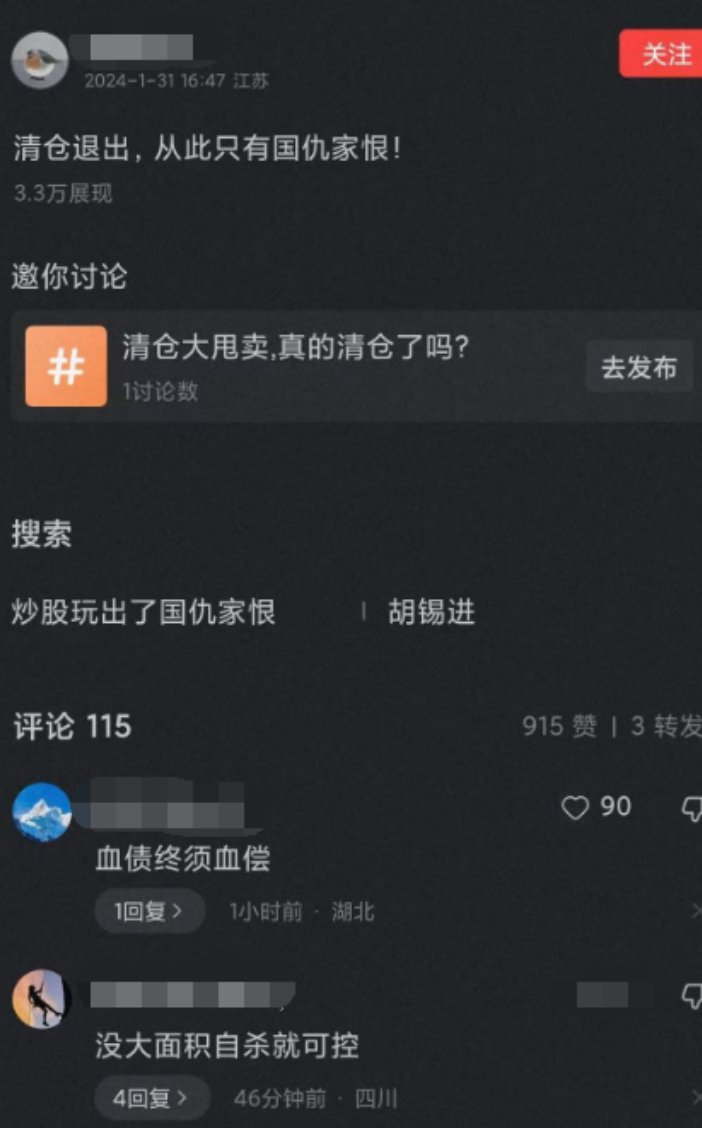 关注
2024-1-31 16:47 江苏
清仓退出，从此只有国仇家恨！
3.3万展现
邀你讨论
#
清仓大甩卖,真的清仓了吗?
1讨论数
去发布
搜索
炒股玩出了国仇家恨 | 胡锡进
评论 115
915 赞 | 3 转发
90
血债终须血偿
1回复 >
1小时前 · 湖北
没大面积自杀就可控
4回复 >
46分钟前 · 四川